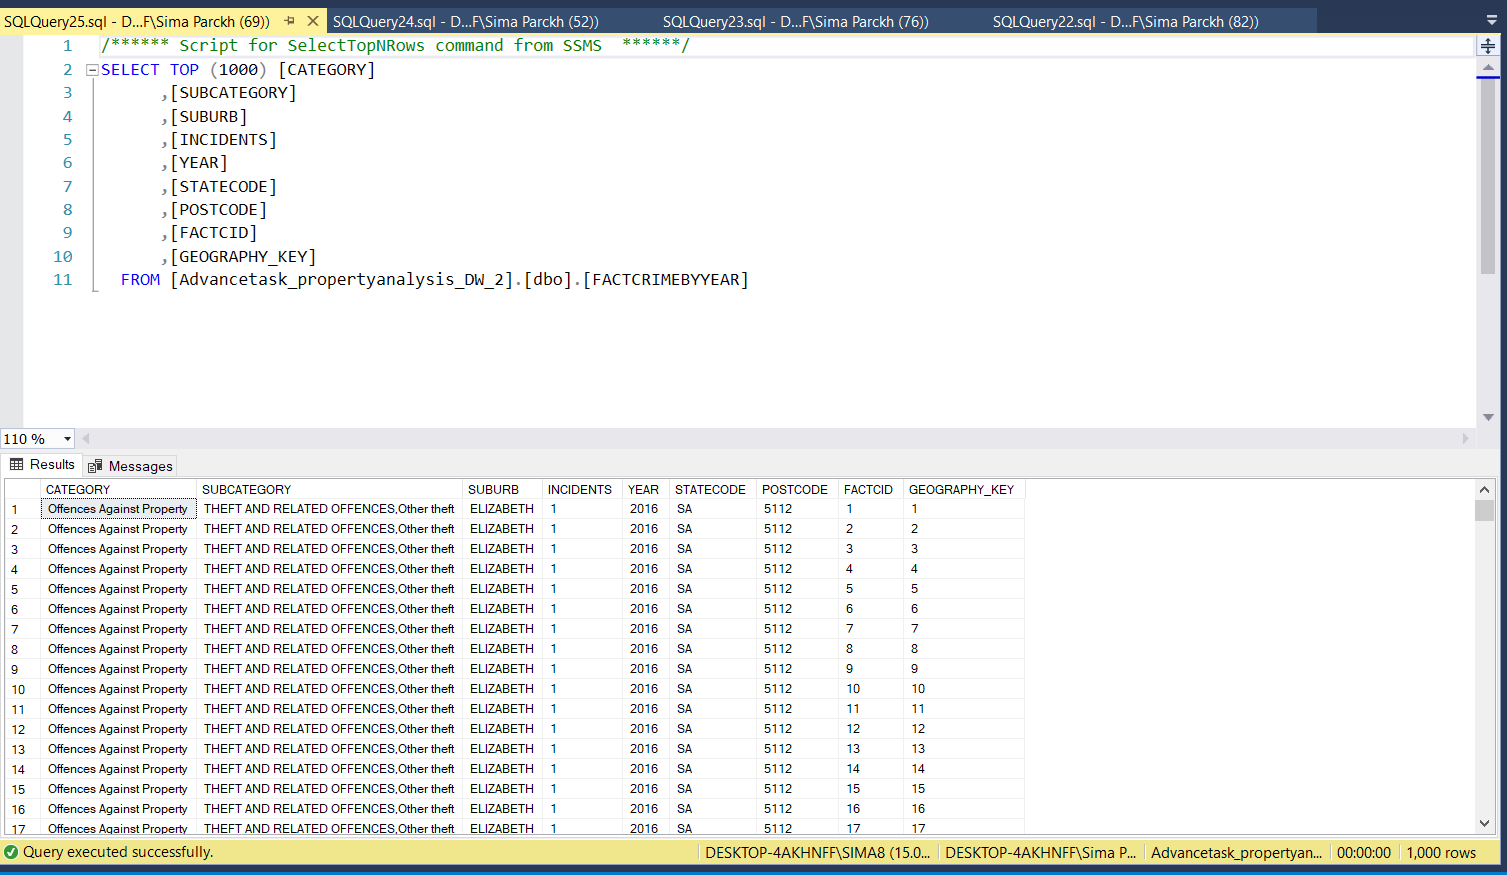 SQLQuery25.sql - D...F\Sima Parckh (69)) SQLQuery24.sql - D...F\Sima Parckh (52)) SQLQuery23.sql - D...F\Sima Parckh (76)) SQLQuery22.sql - D...F\Sima Parckh (82))
1 /****** Script for SelectTopNRows command from SSMS ******/
2 SELECT TOP (1000) [CATEGORY]
3 ,[SUBCATEGORY]
4 ,[SUBURB]
5 ,[INCIDENTS]
6 ,[YEAR]
7 ,[STATECODE]
8 ,[POSTCODE]
9 ,[FACTCID]
10 ,[GEOGRAPHY_KEY]
11 FROM [Advancetask_propertyanalysis_DW_2].[dbo].[FACTCRIMEBYYEAR]
110 %
Results Messages
CATEGORY SUBCATEGORY SUBURB INCIDENTS YEAR STATECODE POSTCODE FACTCID GEOGRAPHY_KEY
1 Offences Against Property THEFT AND RELATED OFFENCES,Other theft ELIZABETH 1 2016 SA 5112 1 1
2 Offences Against Property THEFT AND RELATED OFFENCES,Other theft ELIZABETH 1 2016 SA 5112 2 2
3 Offences Against Property THEFT AND RELATED OFFENCES,Other theft ELIZABETH 1 2016 SA 5112 3 3
4 Offences Against Property THEFT AND RELATED OFFENCES,Other theft ELIZABETH 1 2016 SA 5112 4 4
5 Offences Against Property THEFT AND RELATED OFFENCES,Other theft ELIZABETH 1 2016 SA 5112 5 5
6 Offences Against Property THEFT AND RELATED OFFENCES,Other theft ELIZABETH 1 2016 SA 5112 6 6
7 Offences Against Property THEFT AND RELATED OFFENCES,Other theft ELIZABETH 1 2016 SA 5112 7 7
8 Offences Against Property THEFT AND RELATED OFFENCES,Other theft ELIZABETH 1 2016 SA 5112 8 8
9 Offences Against Property THEFT AND RELATED OFFENCES,Other theft ELIZABETH 1 2016 SA 5112 9 9
10 Offences Against Property THEFT AND RELATED OFFENCES,Other theft ELIZABETH 1 2016 SA 5112 10 10
11 Offences Against Property THEFT AND RELATED OFFENCES,Other theft ELIZABETH 1 2016 SA 5112 11 11
12 Offences Against Property THEFT AND RELATED OFFENCES,Other theft ELIZABETH 1 2016 SA 5112 12 12
13 Offences Against Property THEFT AND RELATED OFFENCES,Other theft ELIZABETH 1 2016 SA 5112 13 13
14 Offences Against Property THEFT AND RELATED OFFENCES,Other theft ELIZABETH 1 2016 SA 5112 14 14
15 Offences Against Property THEFT AND RELATED OFFENCES,Other theft ELIZABETH 1 2016 SA 5112 15 15
16 Offences Against Property THEFT AND RELATED OFFENCES,Other theft ELIZABETH 1 2016 SA 5112 16 16
17 Offences Against Property THEFT AND RELATED OFFENCES,Other theft ELIZABETH 1 2016 SA 5112 17 17
Query executed successfully. DESKTOP-4AKHNFF\SIMA8 (15.0... DESKTOP-4AKHNFF\Sima P... Advancetask_propertyan... 00:00:00 1,000 rows